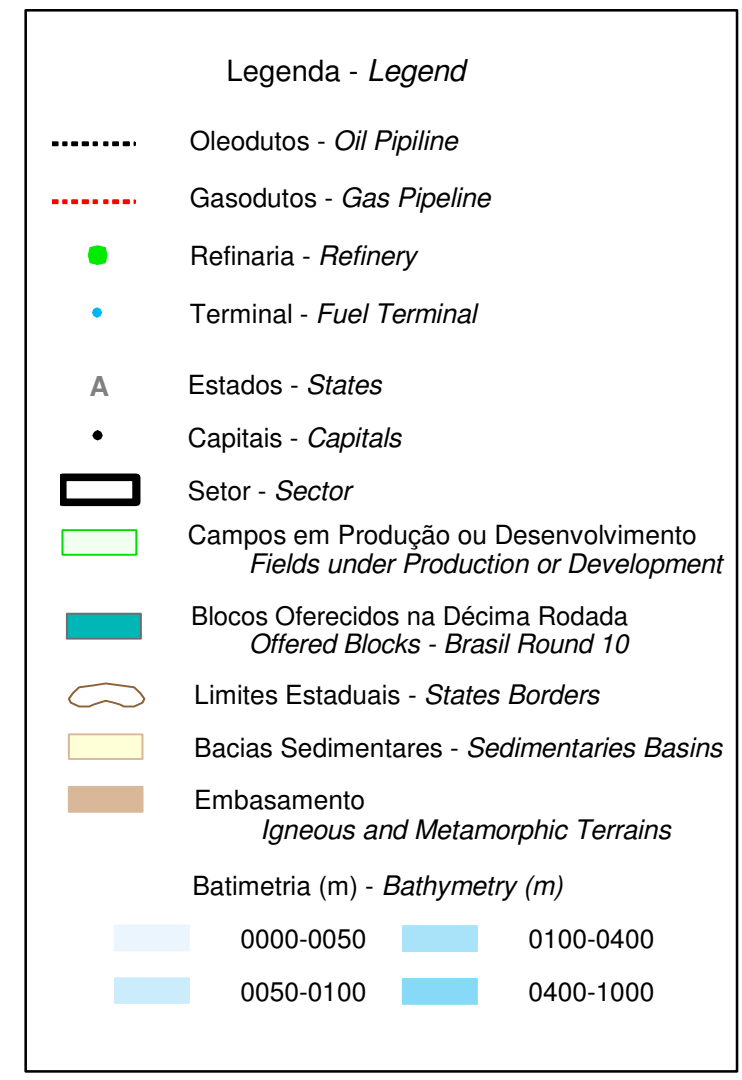 Legenda - Legend
Oleodutos - Oil Pipiline
Gasodutos - Gas Pipeline
Refinaria - Refinery
Terminal - Fuel Terminal
A Estados - States
Capitais - Capitals
Setor - Sector
Campos em Produção ou Desenvolvimento
Fields under Production or Development
Blocos Oferecidos na Décima Rodada
Offered Blocks - Brasil Round 10
Limites Estaduais - States Borders
Bacias Sedimentares - Sedimentaries Basins
Embasamento
Igneous and Metamorphic Terrains
Batimetria (m) - Bathymetry (m)
0000-0050 0100-0400
0050-0100 0400-1000